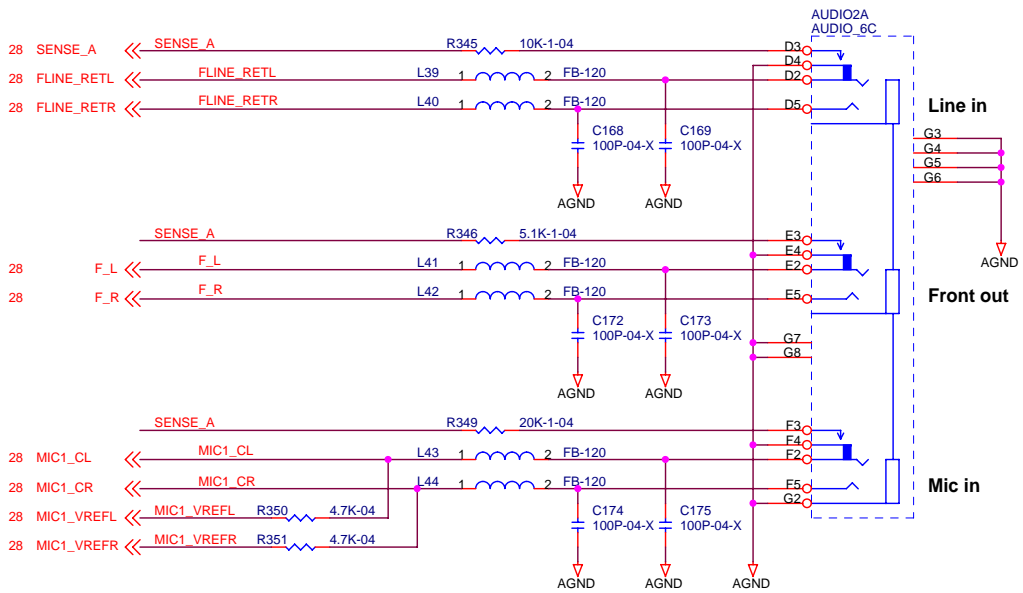 AUDIO2A
AUDIO_6C
28 SENSE_A SENSE_A R345 10K-1-04 D3
D4
28 FLINE_RETL FLINE_RETL L39 1 2 FB-120 D2
28 FLINE_RETR FLINE_RETR L40 1 2 FB-120 D5 Line in
C168 C169
100P-04-X 100P-04-X
G3
G4
G5
G6
AGND AGND
SENSE_A R346 5.1K-1-04 E3
E4
AGND
28 F_L F_L L41 1 2 FB-120 E2
28 F_R F_R L42 1 2 FB-120 E5 Front out
C172 C173
100P-04-X 100P-04-X
G7
G8
AGND AGND
SENSE_A R349 20K-1-04 F3
F4
28 MIC1_CL MIC1_CL L43 1 2 FB-120 F2
28 MIC1_CR MIC1_CR L44 1 2 FB-120 F5 Mic in
G2
28 MIC1_VREFL MIC1_VREFL R350 4.7K-04
C174 C175
100P-04-X 100P-04-X
28 MIC1_VREFR MIC1_VREFR R351 4.7K-04
AGND AGND AGND